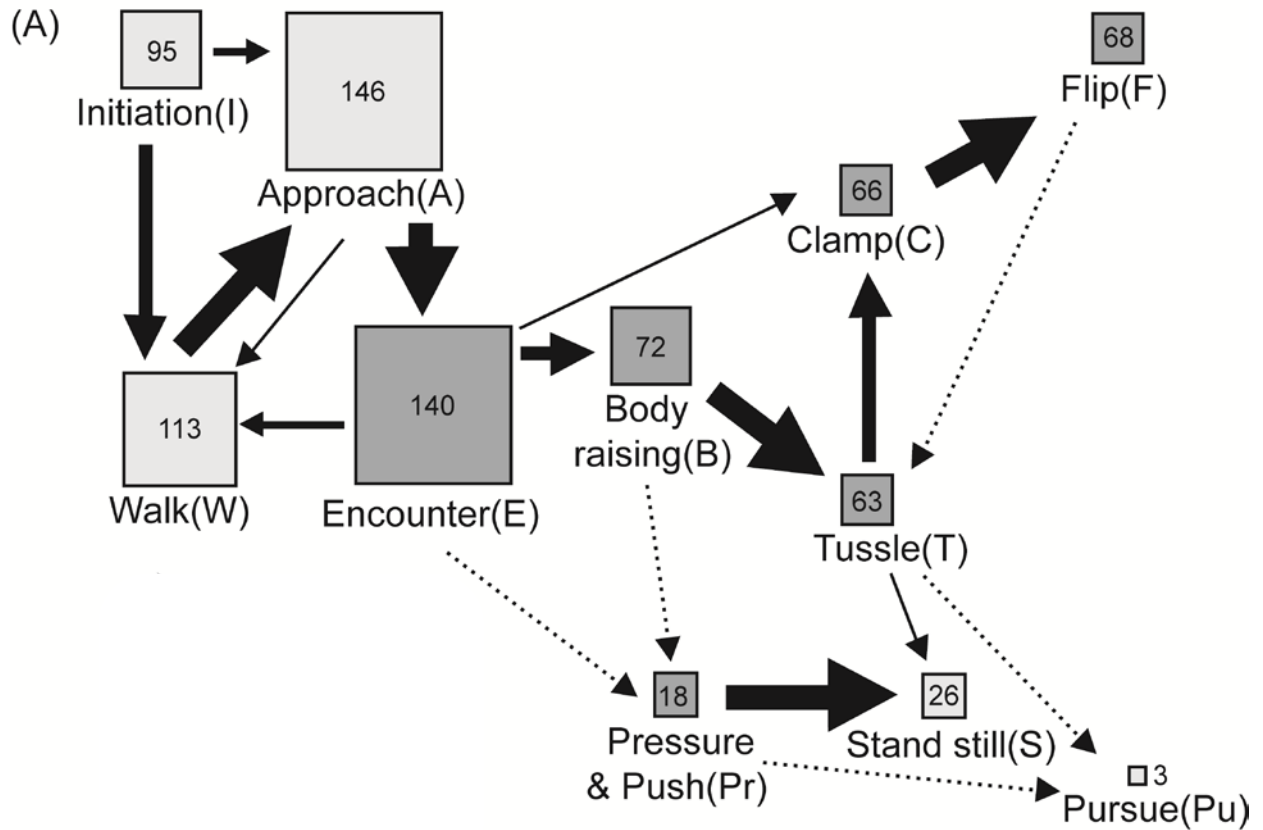 (A)
95
Initiation(I)
146
Approach(A)
68
Flip(F)
66
Clamp(C)
113
Walk(W)
140
Encounter(E)
72
Body
raising(B)
63
Tussle(T)
18
Pressure
& Push(Pr)
26
Stand still(S)
3
Pursue(Pu)